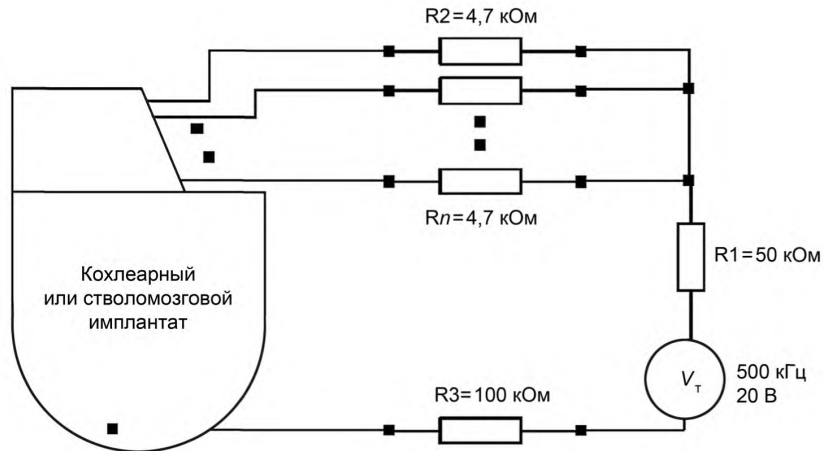 R2=4,7 кОм
Rn=4,7 кОм
R1=50 кОм
Кохлеарный
или стволомозговой
имплантат
Vт
500 кГц
20 В
R3=100 кОм